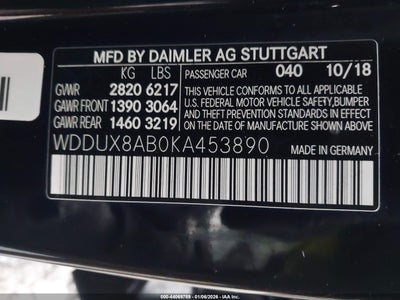 MFD BY DAIMLER AG STUTTGART
KG LBS
PASSENGER CAR 040 10/18
GVWR 2820 6217
GAWR FRONT 1390 3064
GAWR REAR 1460 3219
THIS VEHICLE CONFORMS TO ALL APPLICABLE
U.S. FEDERAL MOTOR VEHICLE SAFETY,BUMPER
AND THEFT PREVENTION STANDARDS IN EFFECT
ON THE DATE OF MANUFACTURE SHOWN ABOVE.
WDDUX8AB0KA453890
MADE IN GERMANY
000-44089789 - 01/06/2026 - IAA Inc.